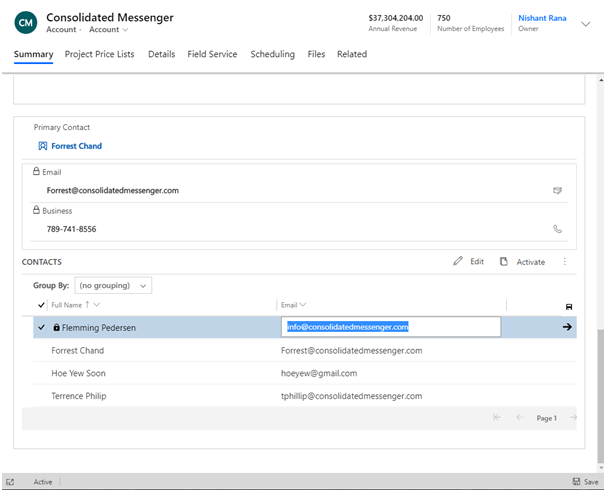 CM
Consolidated Messenger
Account · Account
$37,304,204.00
Annual Revenue
750
Number of Employees
Nishant Rana
Owner
Summary Project Price Lists Details Field Service Scheduling Files Related
Primary Contact
Forrest Chand
Email
Forrest@consolidatedmessenger.com
Business
789-741-8556
CONTACTS Edit Activate
Group By: (no grouping)
Full Name ↑ Email
Flemming Pedersen info@consolidatedmessenger.com
Forrest Chand Forrest@consolidatedmessenger.com
Hoe Yew Soon hoeyew@gmail.com
Terrence Philip tphillip@consolidatedmessenger.com
Page 1
Active Save